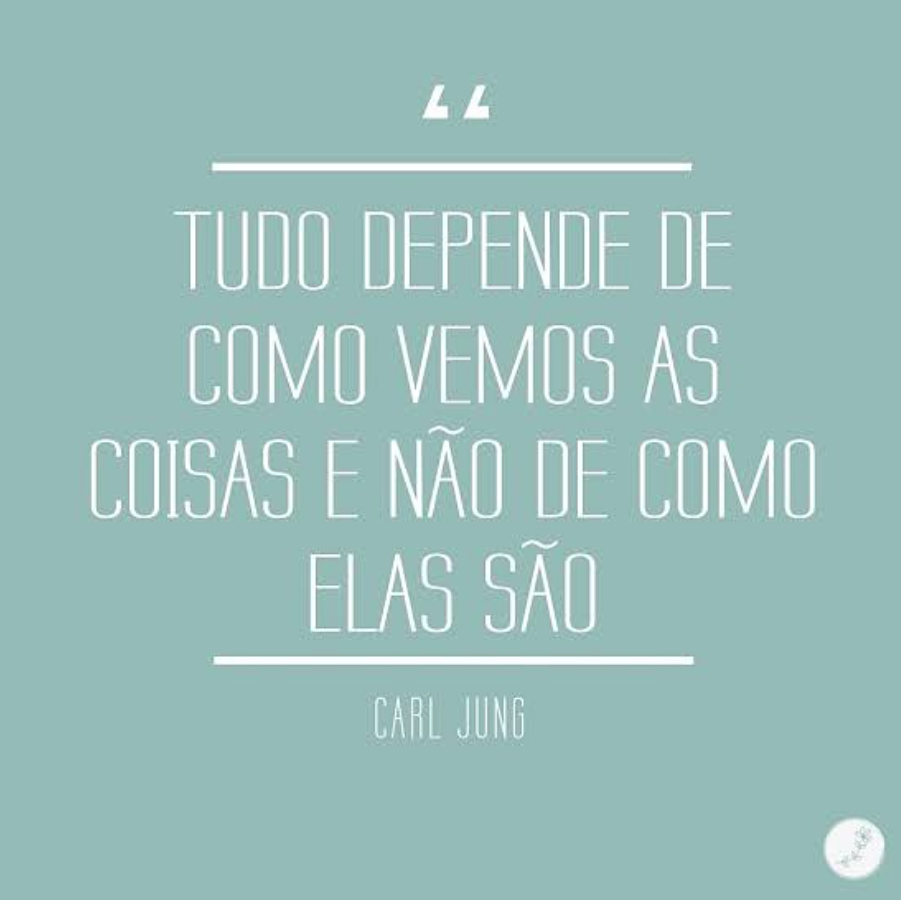 “
TUDO DEPENDE DE
COMO VEMOS AS
COISAS E NÃO DE COMO
ELAS SÃO
CARL JUNG